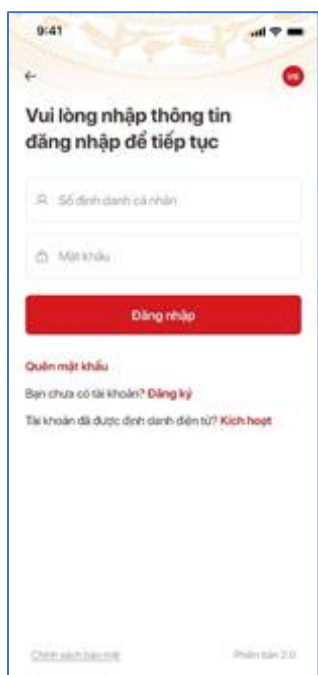 9:41
VN
Vui lòng nhập thông tin
đăng nhập để tiếp tục
Số định danh cá nhân
Mật khẩu
Đăng nhập
Quên mật khẩu
Bạn chưa có tài khoản? Đăng ký
Tài khoản đã được định danh điện tử? Kích hoạt
Chính sách bảo mật
Phiên bản 2.0